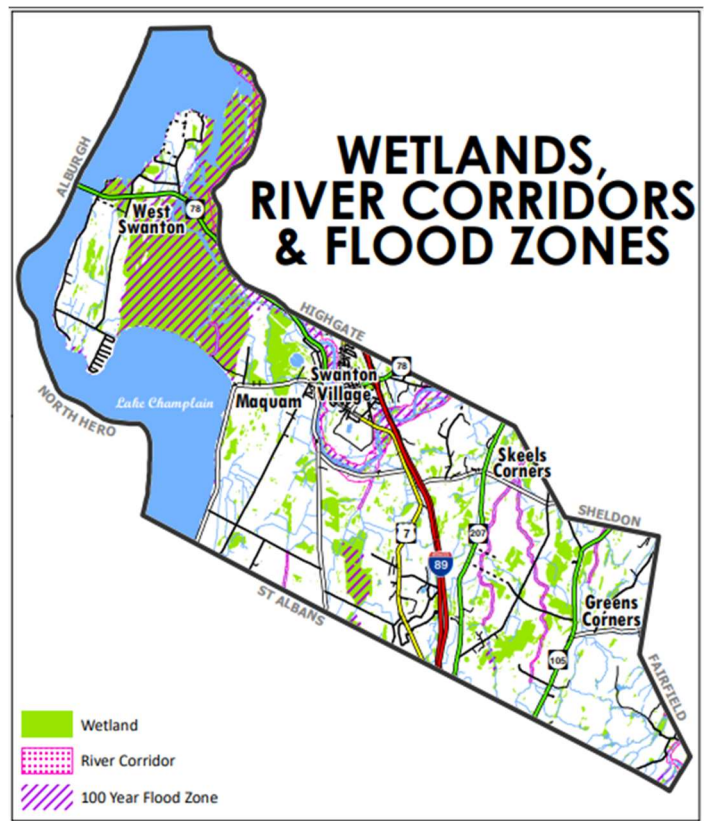 WETLANDS,
RIVER CORRIDORS
& FLOOD ZONES
ALBURGH
West
Swanton
78
HIGHGATE
NORTH HERO
Lake Champlain
Maquam
Swanton
Village
78
Skeels
Corners
SHELDON
7
207
89
ST ALBANS
Greens
Corners
105
FAIRFIELD
Wetland
River Corridor
100 Year Flood Zone